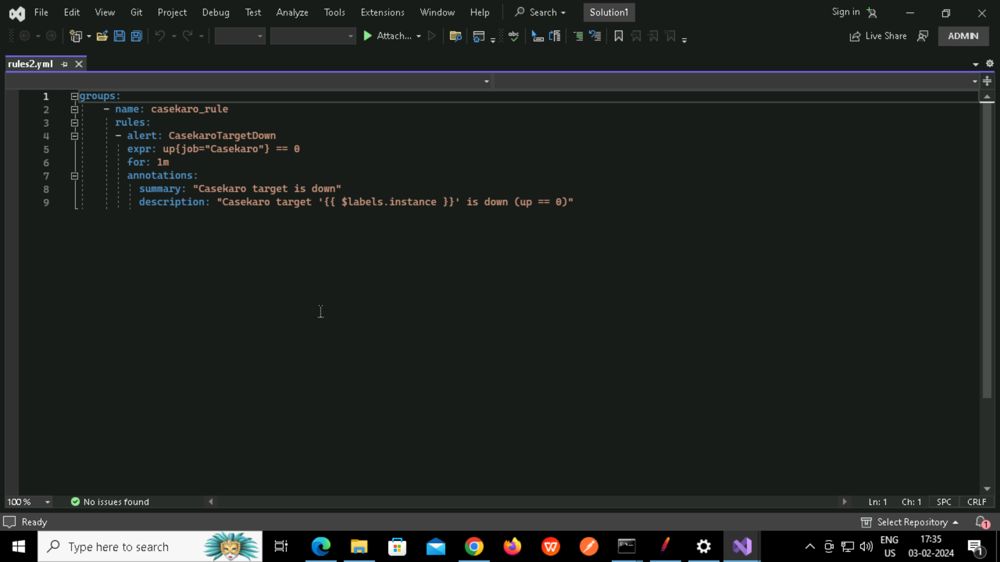 File Edit View Git Project Debug Test Analyze Tools Extensions Window Help Search Solution1 Sign in
Attach... abc Live Share ADMIN
rules2.yml
1 groups:
2 - name: casekaro_rule
3 rules:
4 - alert: CasekaroTargetDown
5 expr: up{job="Casekaro"} == 0
6 for: 1m
7 annotations:
8 summary: "Casekaro target is down"
9 description: "Casekaro target '{{ $labels.instance }}' is down (up == 0)"
100 % No issues found Ln: 1 Ch: 1 SPC CRLF
Ready Select Repository 1
Type here to search W ENG 17:35
US 03-02-2024 1